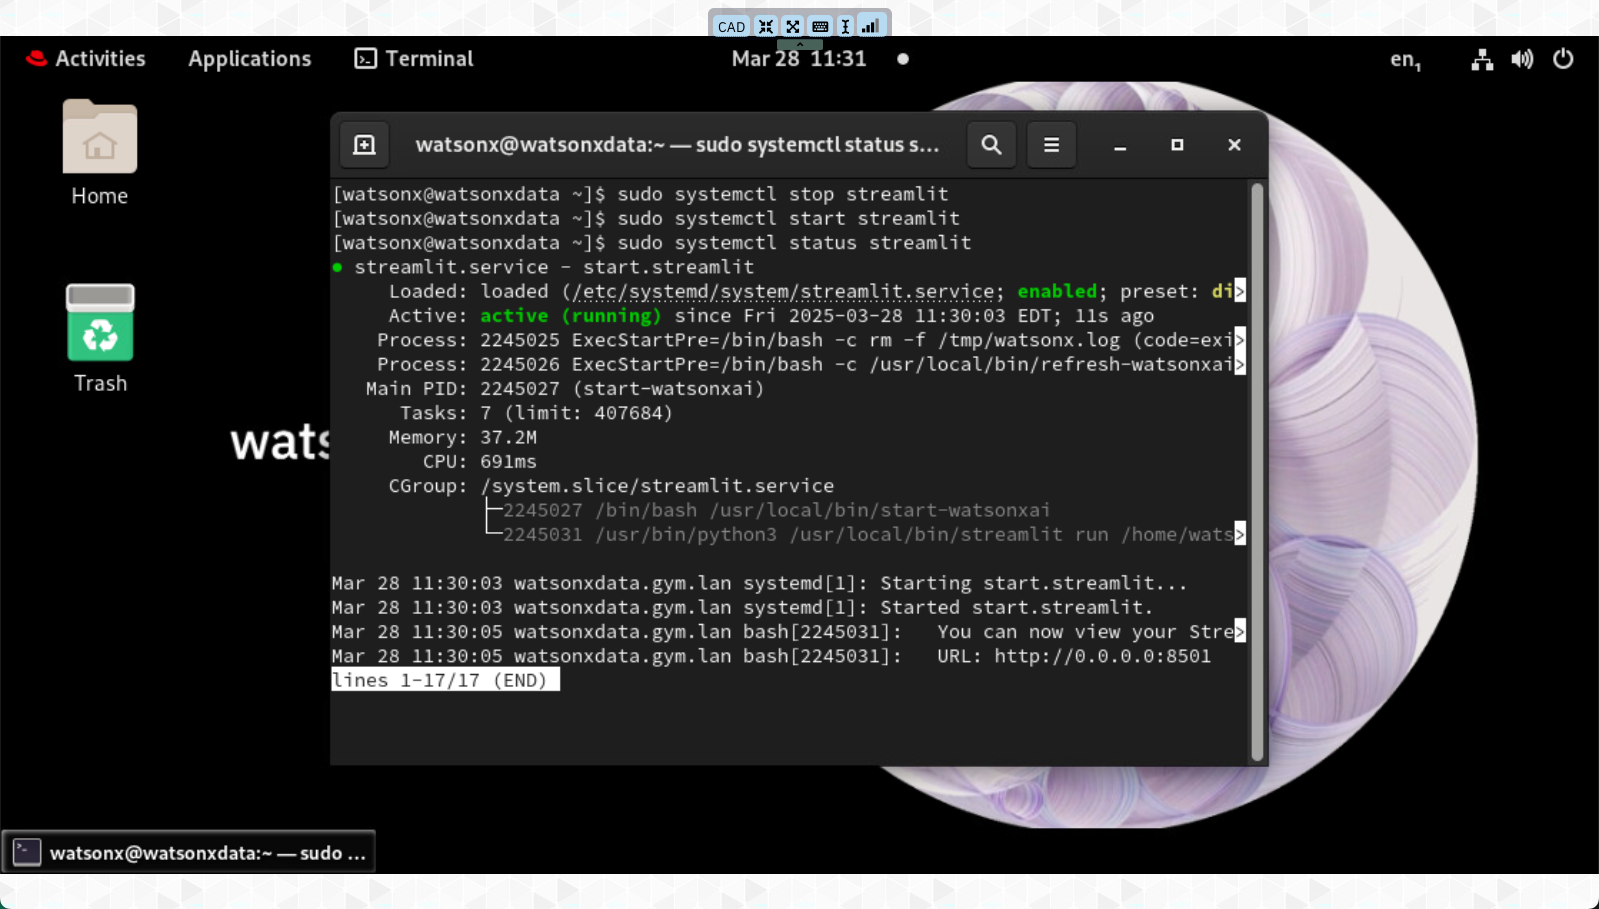 CAD
Activities
Applications
Terminal
Mar 28 11:31
en₁
Home
Trash
wats
watsonx@watsonxdata:~ — sudo systemctl status s...
[watsonx@watsonxdata ~]$ sudo systemctl stop streamlit
[watsonx@watsonxdata ~]$ sudo systemctl start streamlit
[watsonx@watsonxdata ~]$ sudo systemctl status streamlit
● streamlit.service - start.streamlit
Loaded: loaded (/etc/systemd/system/streamlit.service; enabled; preset: di>
Active: active (running) since Fri 2025-03-28 11:30:03 EDT; 11s ago
Process: 2245025 ExecStartPre=/bin/bash -c rm -f /tmp/watsonx.log (code=exi>
Process: 2245026 ExecStartPre=/bin/bash -c /usr/local/bin/refresh-watsonxai>
Main PID: 2245027 (start-watsonxai)
Tasks: 7 (limit: 407684)
Memory: 37.2M
CPU: 691ms
CGroup: /system.slice/streamlit.service
├─2245027 /bin/bash /usr/local/bin/start-watsonxai
└─2245031 /usr/bin/python3 /usr/local/bin/streamlit run /home/wats>
Mar 28 11:30:03 watsonxdata.gym.lan systemd[1]: Starting start.streamlit...
Mar 28 11:30:03 watsonxdata.gym.lan systemd[1]: Started start.streamlit.
Mar 28 11:30:05 watsonxdata.gym.lan bash[2245031]:   You can now view your Stre>
Mar 28 11:30:05 watsonxdata.gym.lan bash[2245031]:   URL: http://0.0.0.0:8501
lines 1-17/17 (END)
watsonx@watsonxdata:~ — sudo ...